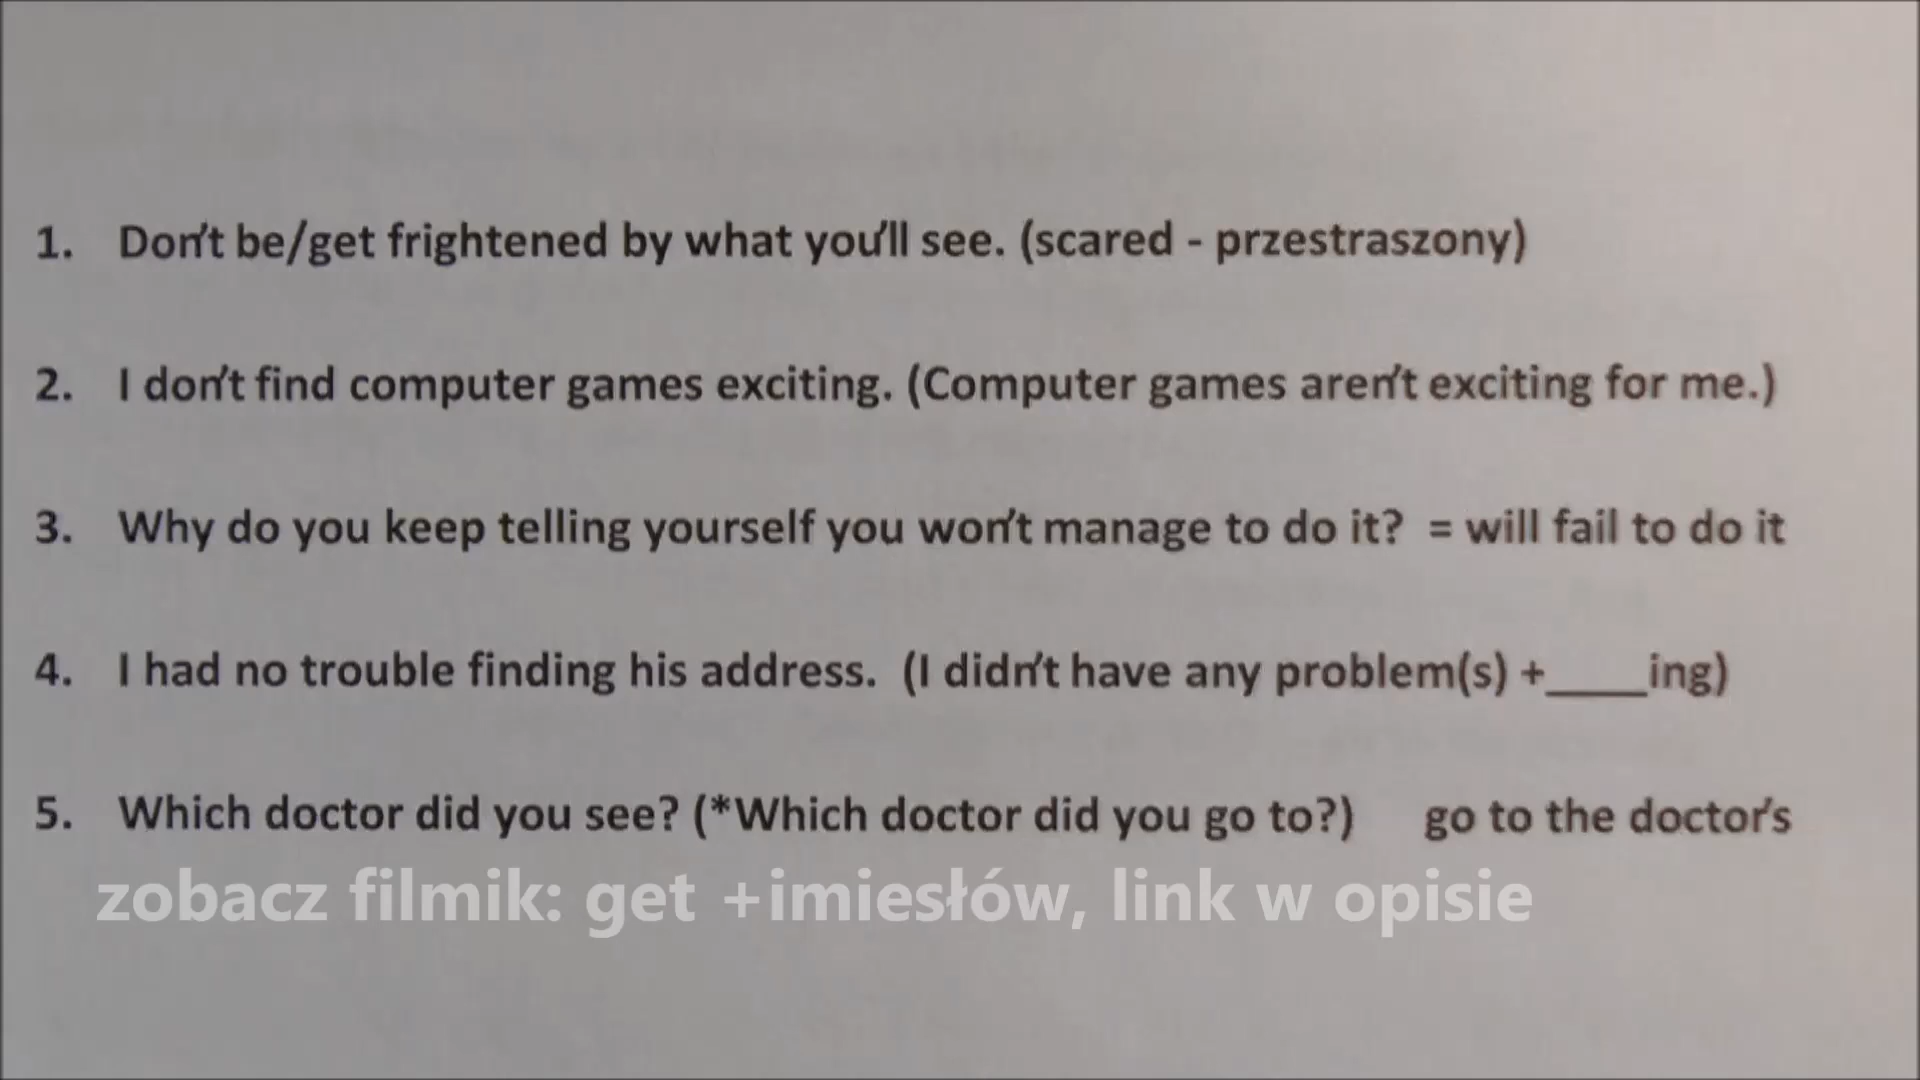 1. Don't be/get frightened by what you'll see. (scared - przestraszony)
2. I don't find computer games exciting. (Computer games aren't exciting for me.)
3. Why do you keep telling yourself you won't manage to do it? = will fail to do it
4. I had no trouble finding his address. (I didn't have any problem(s) +____ing)
5. Which doctor did you see? (*Which doctor did you go to?) go to the doctor's
zobacz filmik: get +imiesłów, link w opisie